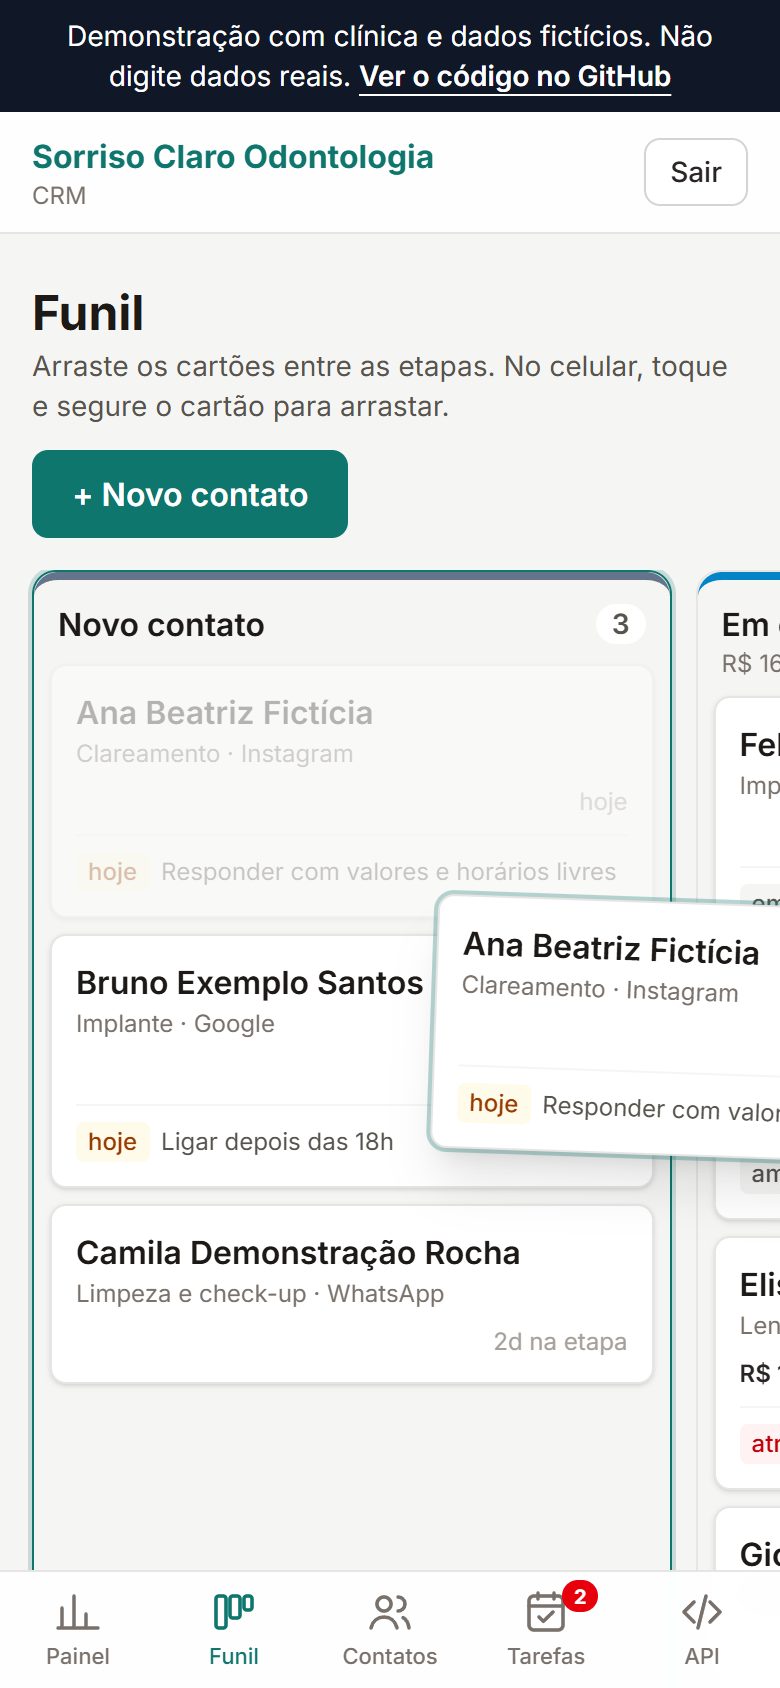 Demonstração com clínica e dados fictícios. Não
digite dados reais. Ver o código no GitHub
Sorriso Claro Odontologia
CRM
Sair
Funil
Arraste os cartões entre as etapas. No celular, toque
e segure o cartão para arrastar.
+ Novo contato
Novo contato
3
Ana Beatriz Fictícia
Clareamento · Instagram
hoje
hoje Responder com valores e horários livres
Bruno Exemplo Santos
Implante · Google
hoje Ligar depois das 18h
Camila Demonstração Rocha
Limpeza e check-up · WhatsApp
2d na etapa
Ana Beatriz Fictícia
Clareamento · Instagram
hoje Responder com
Em
R$ 16
R$
Painel
Funil
Contatos
Tarefas
2
API